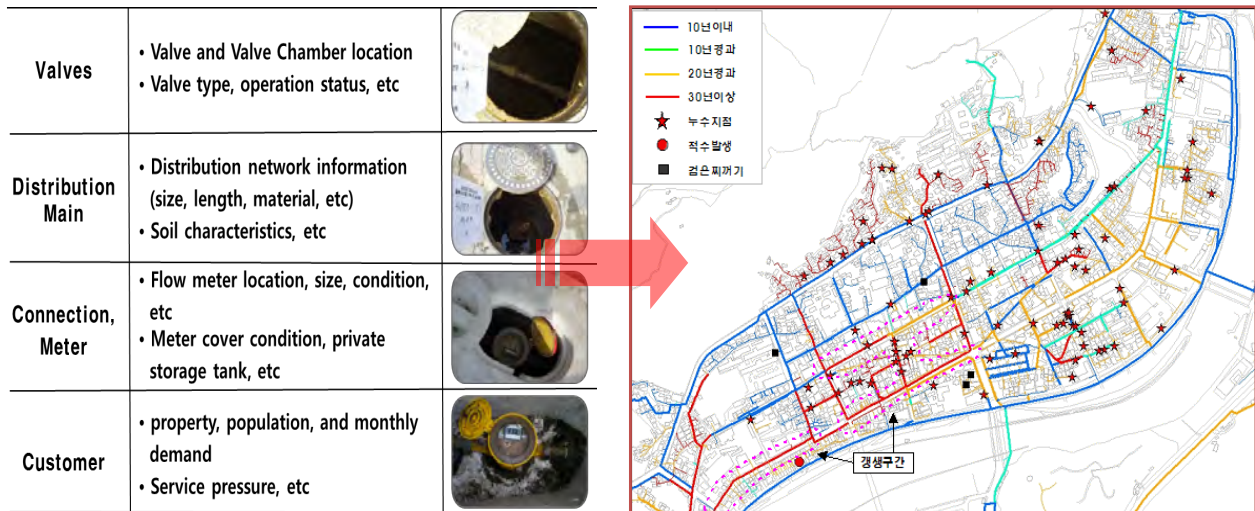 Valves
• Valve and Valve Chamber location
• Valve type, operation status, etc
Distribution
Main
• Distribution network information
(size, length, material, etc)
• Soil characteristics, etc
Connection,
Meter
• Flow meter location, size, condition,
etc
• Meter cover condition, private
storage tank, etc
Customer
• property, population, and monthly
demand
• Service pressure, etc
10년이내
10년경과
20년경과
30년이상
누수지점
적수발생
검은찌꺼기
갱생구간